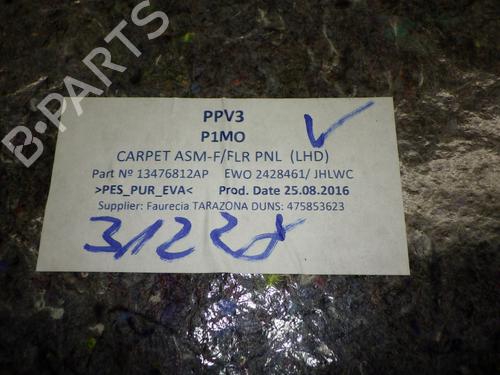 B-PARTS
PPV3
P1MO
CARPET ASM-F/FLR PNL (LHD)
Part Nº 13476812AP EWO 2428461/ JHLWC
>PES_PUR_EVA< Prod. Date 25.08.2016
Supplier: Faurecia TARAZONA DUNS: 475853623